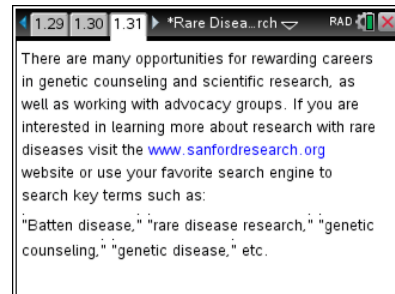 1.29 1.30 1.31 *Rare Disea...rch RAD
There are many opportunities for rewarding careers
in genetic counseling and scientific research, as
well as working with advocacy groups. If you are
interested in learning more about research with rare
diseases visit the www.sanfordresearch.org
website or use your favorite search engine to
search key terms such as:
"Batten disease," "rare disease research," "genetic
counseling," "genetic disease," etc.